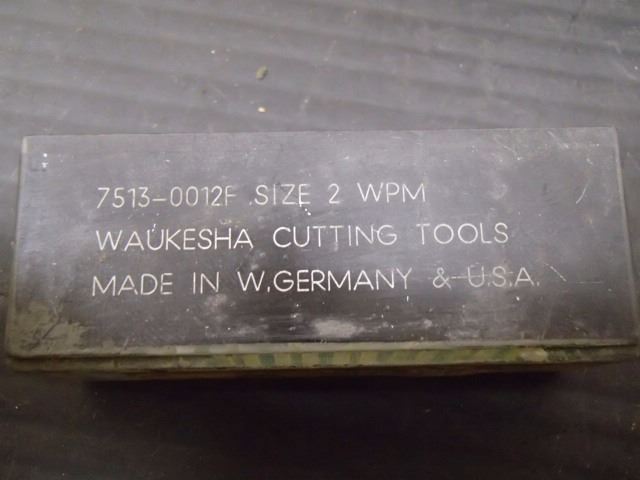 7513-0012F SIZE 2 WPM
WAUKESHA CUTTING TOOLS
MADE IN W.GERMANY & U.S.A.